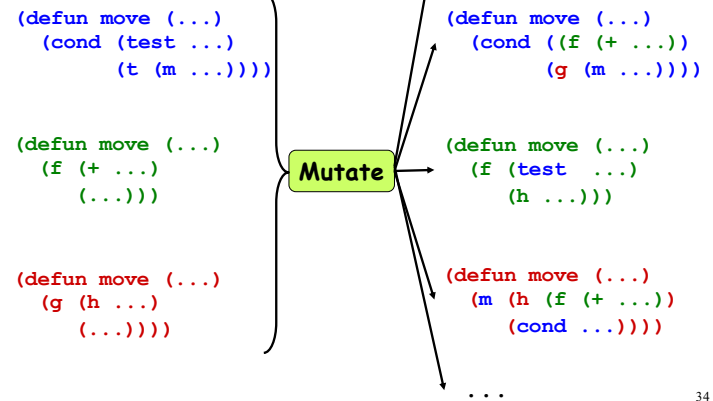 (defun move (...)
(cond (test ...)
(t (m ...))))
(defun move (...)
(f (+ ...)
(...)))
(defun move (...)
(g (h ...)
(...))))
Mutate
(defun move (...)
(cond ((f (+ ...))
(g (m ...))))
(defun move (...)
(f (test ...)
(h ...)))
(defun move (...)
(m (h (f (+ ...))
(cond ...))))
...
34